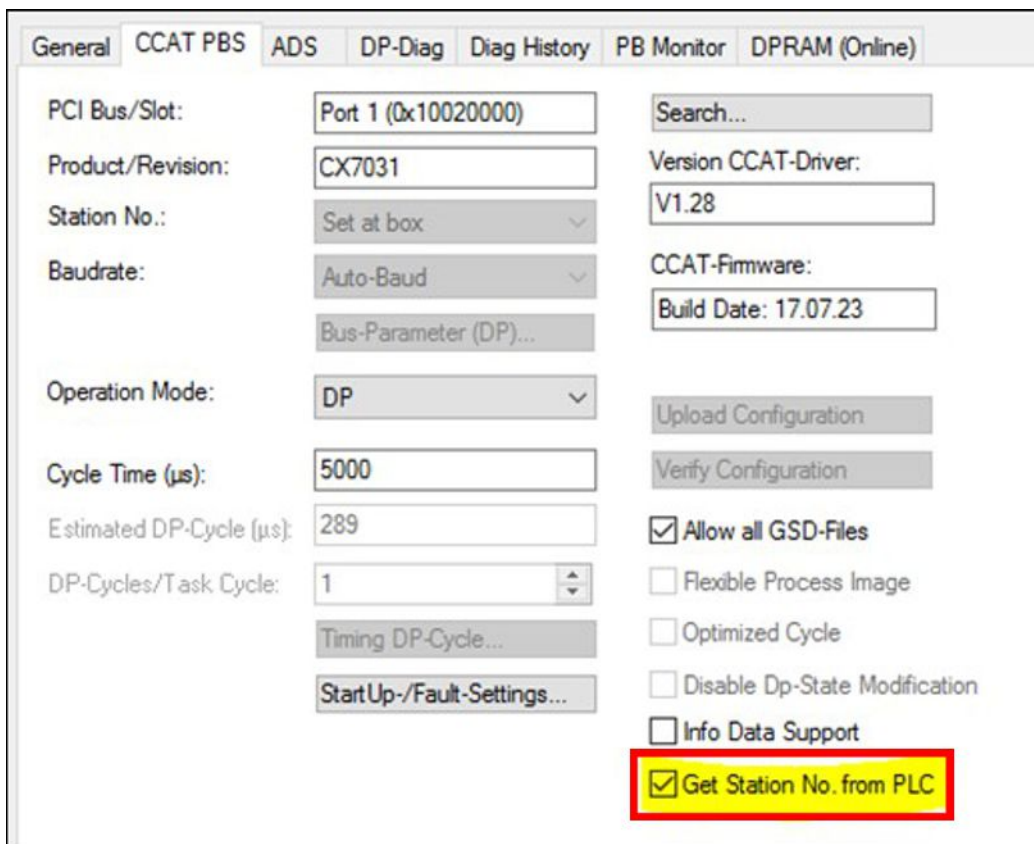 General CCAT PBS ADS DP-Diag Diag History PB Monitor DPRAM (Online)
PCI Bus/Slot: Port 1 (0x10020000) Search...
Product/Revision: CX7031 Version CCAT-Driver:
Station No.: Set at box V1.28
Baudrate: Auto-Baud CCAT-Firmware:
Bus-Parameter (DP)... Build Date: 17.07.23
Operation Mode: DP Upload Configuration
Cycle Time (µs): 5000 Verify Configuration
Estimated DP-Cycle (µs): 289 Allow all GSD-Files
DP-Cycles/Task Cycle: 1 Flexible Process Image
Timing DP-Cycle... Optimized Cycle
StartUp-/Fault-Settings... Disable Dp-State Modification
Info Data Support
Get Station No. from PLC